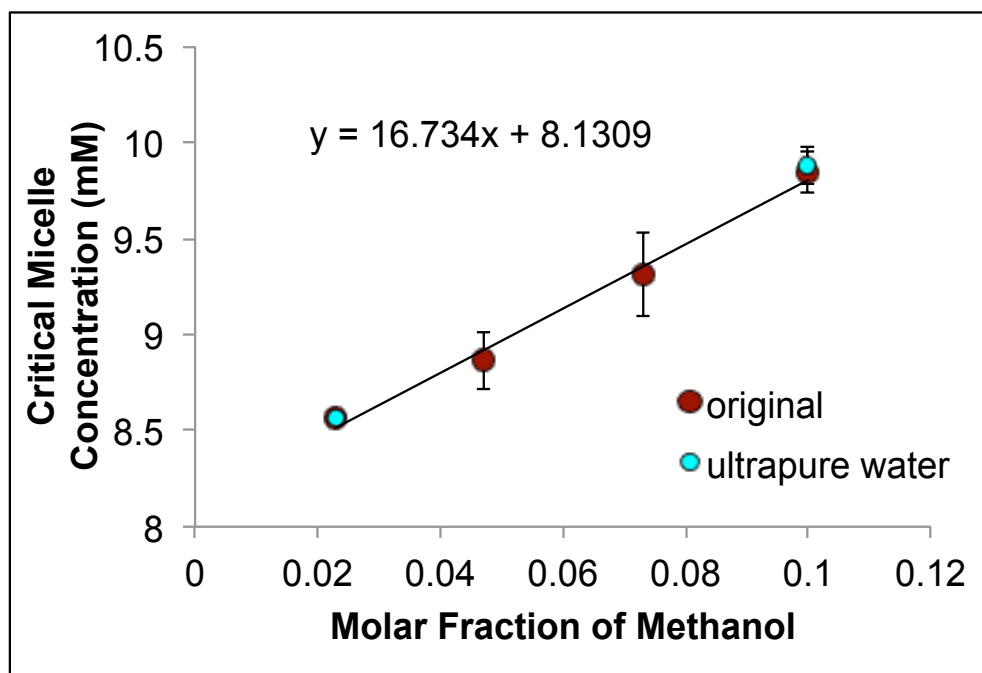 10.5
y = 16.734x + 8.1309
10
9.5
9
8.5
8
Critical Micelle
Concentration (mM)
original
ultrapure water
0 0.02 0.04 0.06 0.08 0.1 0.12
Molar Fraction of Methanol